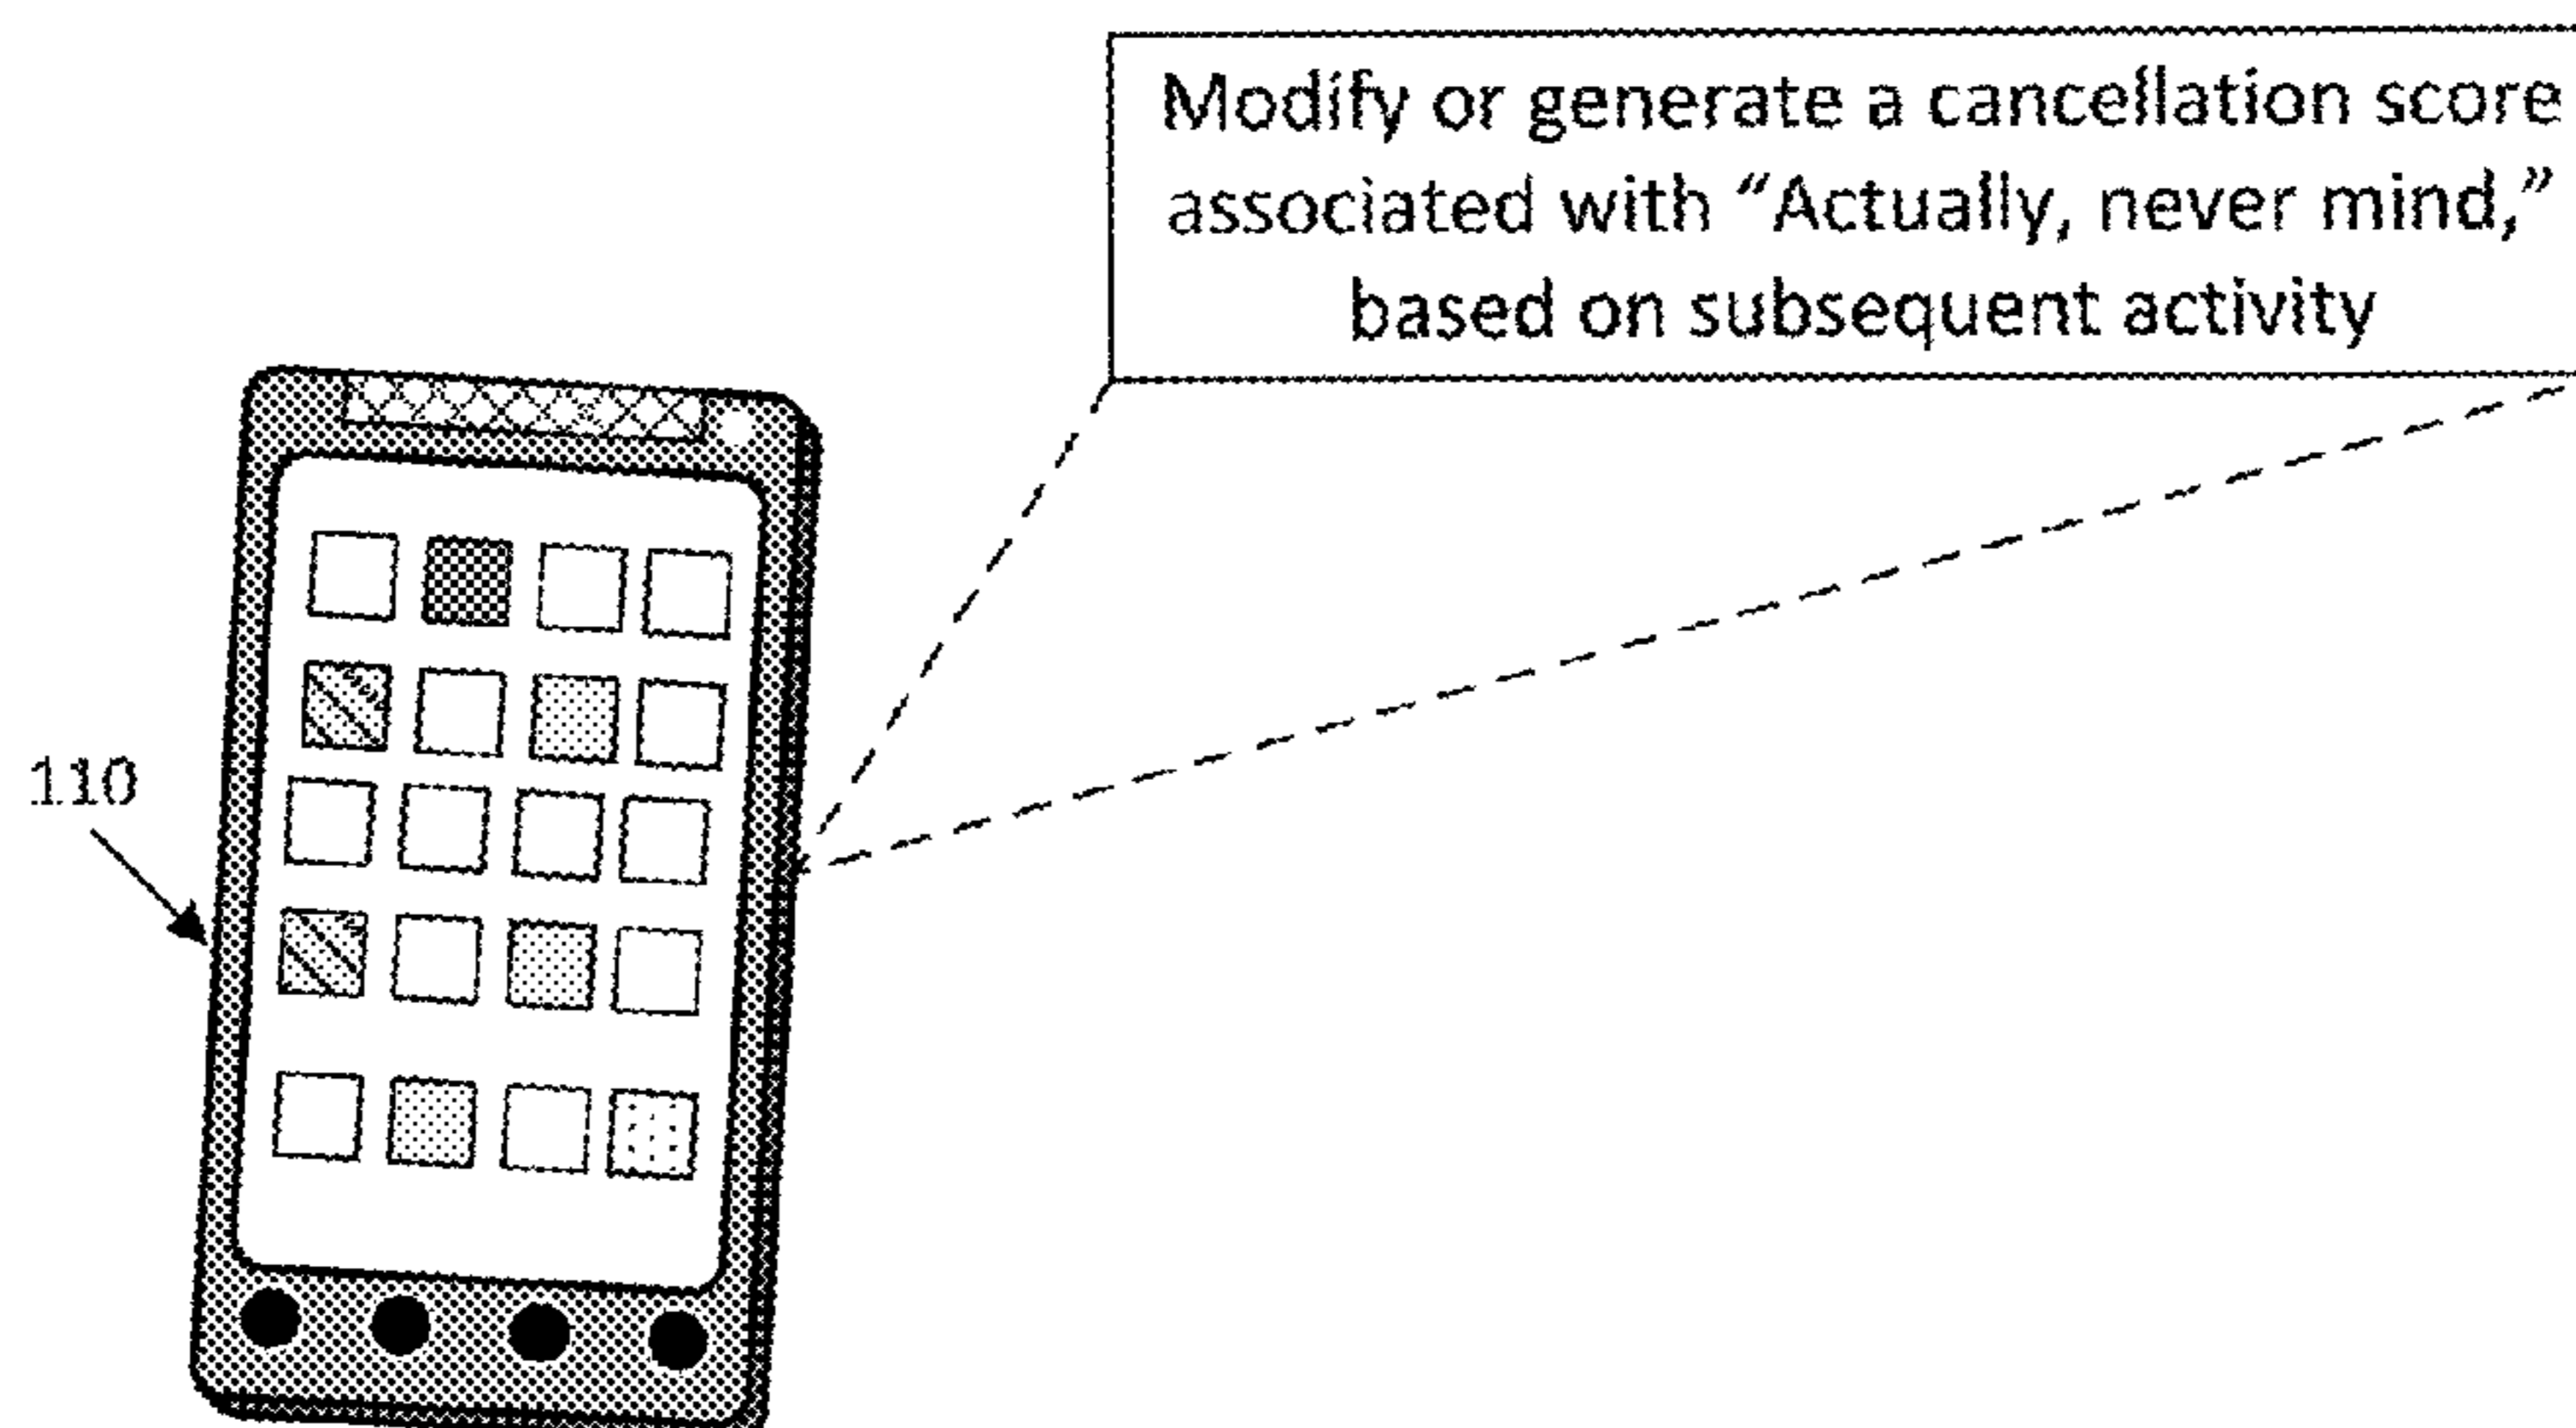 Modify or generate a cancellation score
associated with “Actually, never mind,”
based on subsequent activity
110